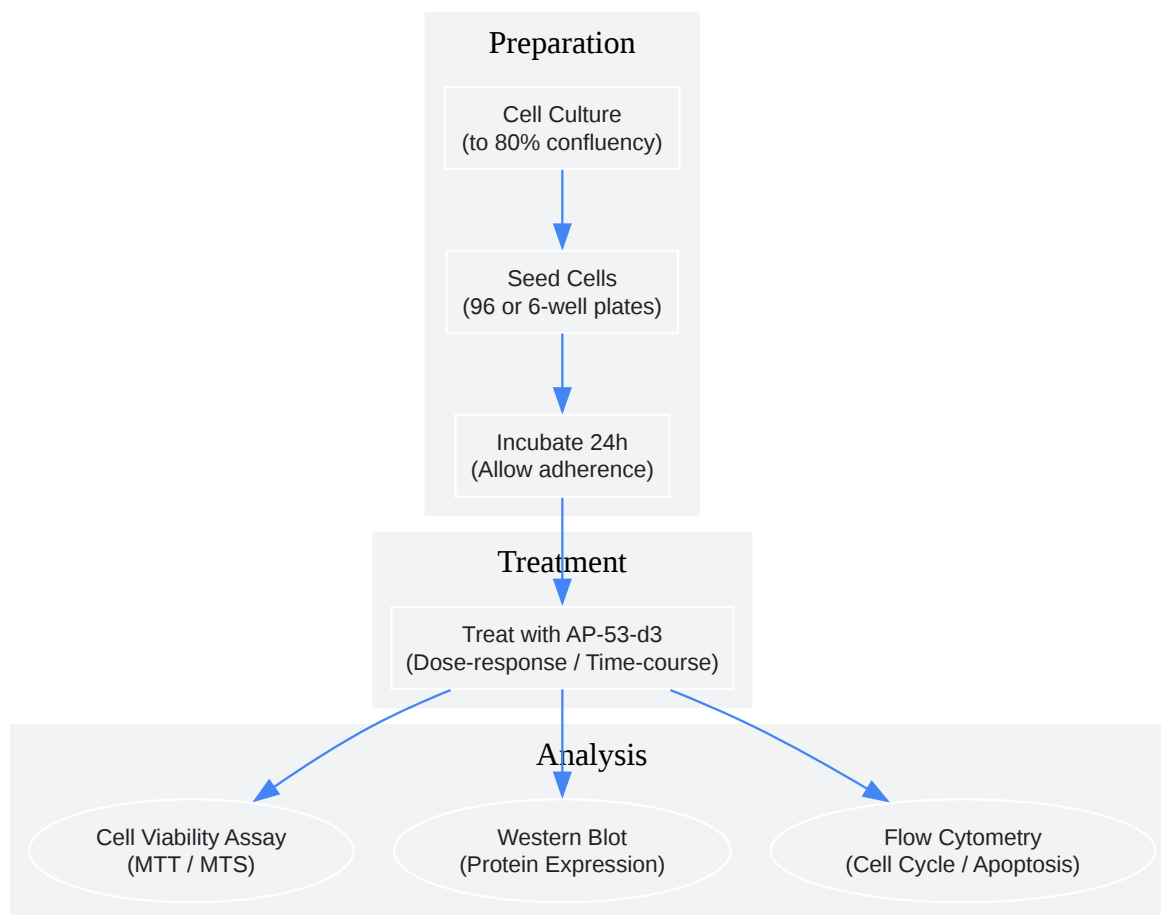 Preparation
Cell Culture
(to 80% confluency)
Seed Cells
(96 or 6-well plates)
Incubate 24h
(Allow adherence)
Treatment
Treat with AP-53-d3
(Dose-response / Time-course)
Analysis
Cell Viability Assay
(MTT / MTS)
Western Blot
(Protein Expression)
Flow Cytometry
(Cell Cycle / Apoptosis)